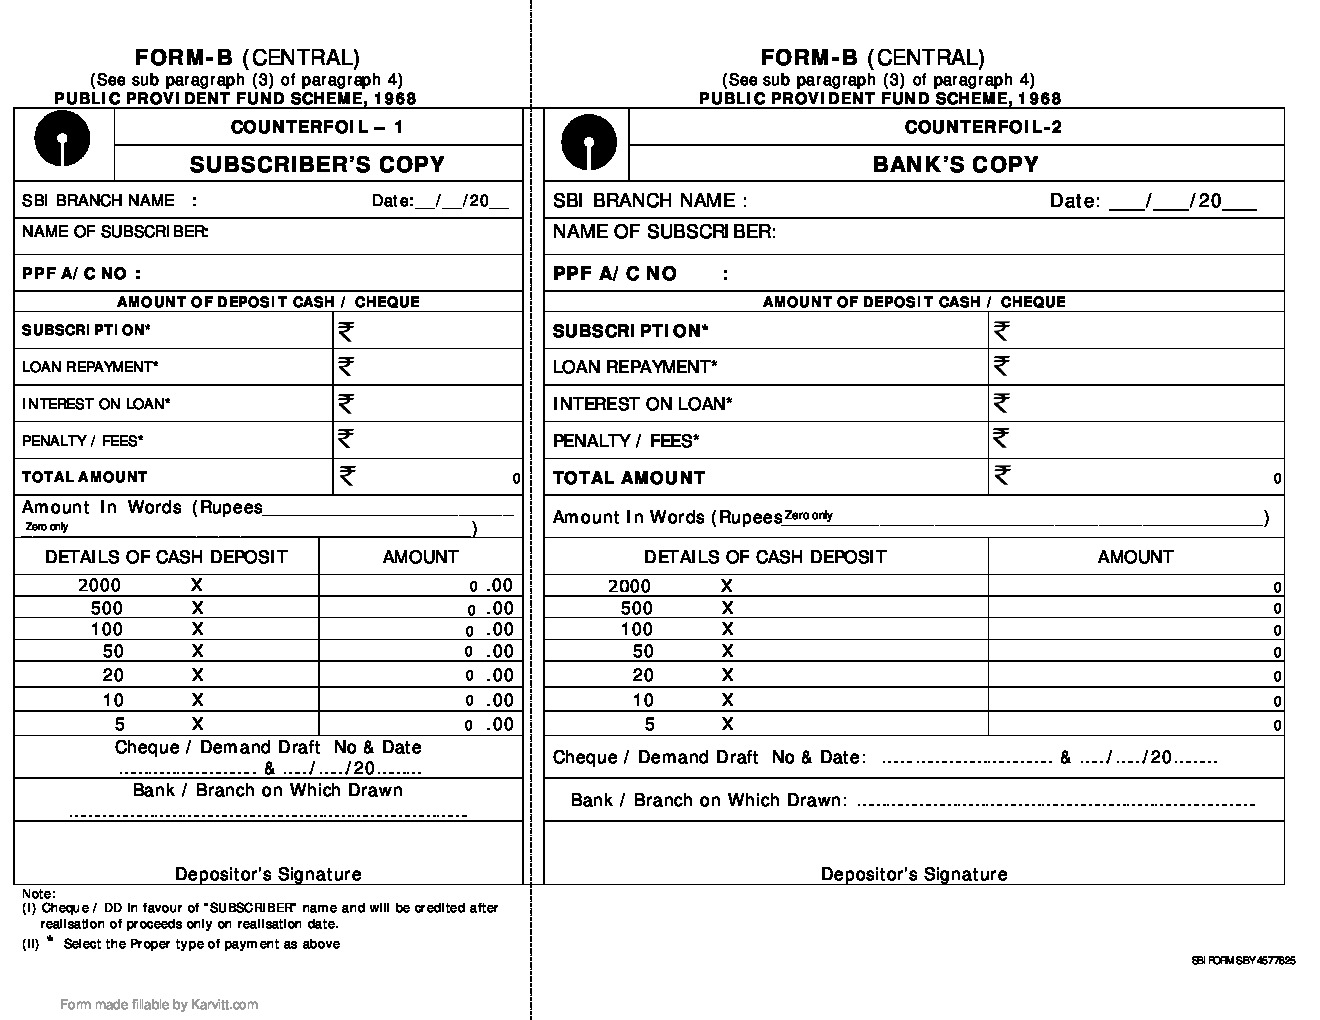 FORM-B (CENTRAL)
(See sub paragraph (3) of paragraph 4)
PUBLIC PROVIDENT FUND SCHEME, 1968
COUNTERFOIL – 1
SUBSCRIBER'S COPY
SBI BRANCH NAME : Date:__/__/20__
NAME OF SUBSCRIBER:
PPF A/C NO :
AMOUNT OF DEPOSIT CASH / CHEQUE
SUBSCRIPTION* ₹
LOAN REPAYMENT* ₹
INTEREST ON LOAN* ₹
PENALTY / FEES* ₹
TOTAL AMOUNT ₹ 0
Amount In Words (Rupees__________________________
Zero only______________________________________________)
DETAILS OF CASH DEPOSIT AMOUNT
2000 X 0 .00
500 X 0 .00
100 X 0 .00
50 X 0 .00
20 X 0 .00
10 X 0 .00
5 X 0 .00
Cheque / Demand Draft No & Date
......................... & ..../..../20........
Bank / Branch on Which Drawn
........................................................................
Depositor's Signature
Note:
(I) Cheque / DD in favour of "SUBSCRIBER" name and will be credited after
realisation of proceeds only on realisation date.
(II) * Select the Proper type of payment as above
Form made fillable by Karvitt.com
FORM-B (CENTRAL)
(See sub paragraph (3) of paragraph 4)
PUBLIC PROVIDENT FUND SCHEME, 1968
COUNTERFOIL-2
BANK'S COPY
SBI BRANCH NAME : Date: ___/___/20___
NAME OF SUBSCRIBER:
PPF A/C NO :
AMOUNT OF DEPOSIT CASH / CHEQUE
SUBSCRIPTION* ₹
LOAN REPAYMENT* ₹
INTEREST ON LOAN* ₹
PENALTY / FEES* ₹
TOTAL AMOUNT ₹ 0
Amount In Words (Rupees Zero only____________________________________________)
DETAILS OF CASH DEPOSIT AMOUNT
2000 X 0
500 X 0
100 X 0
50 X 0
20 X 0
10 X 0
5 X 0
Cheque / Demand Draft No & Date: ............................... & ..../..../20.......
Bank / Branch on Which Drawn: ........................................................................
Depositor's Signature
SBI FORM SBY 4577625